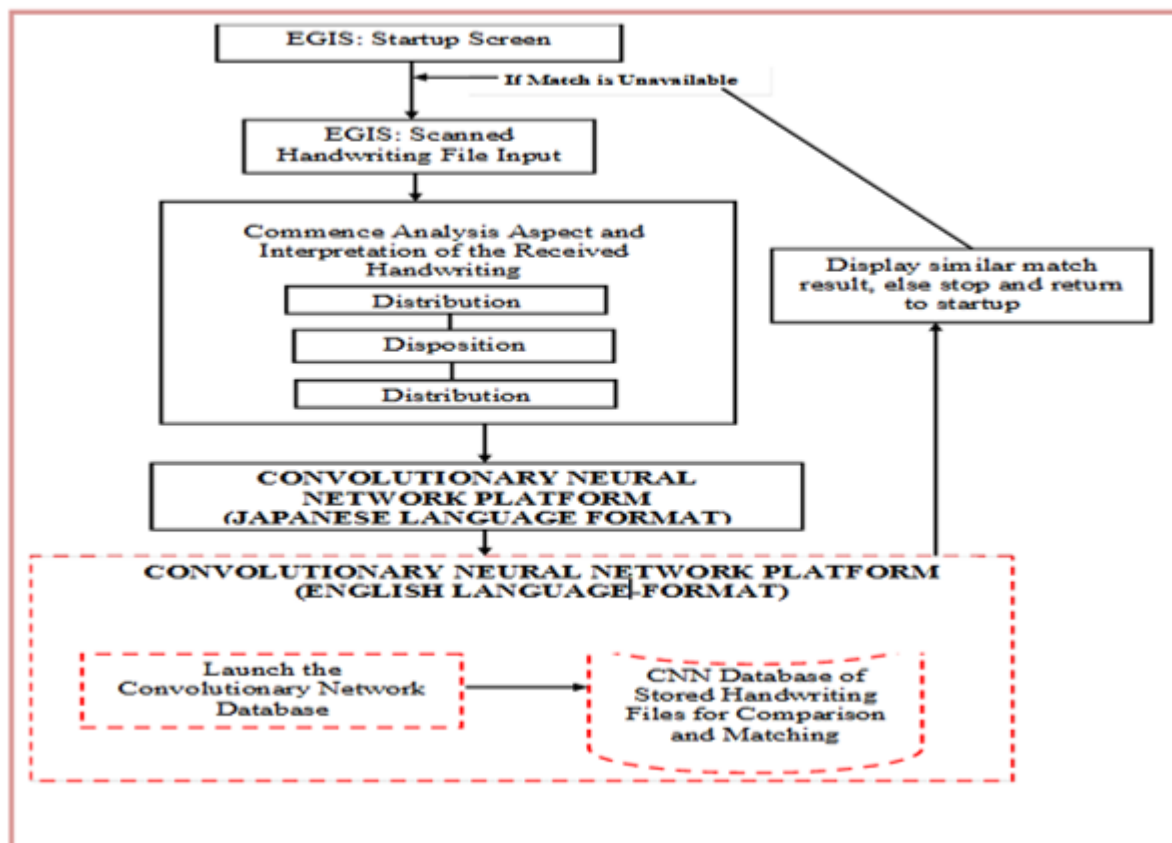 EGIS: Startup Screen
If Match is Unavailable
EGIS: Scanned
Handwriting File Input
Commence Analysis Aspect and
Interpretation of the Received
Handwriting
Distribution
Disposition
Distribution
Display similar match
result, else stop and return
to startup
CONVOLUTIONARY NEURAL
NETWORK PLATFORM
(JAPANESE LANGUAGE FORMAT)
CONVOLUTIONARY NEURAL NETWORK PLATFORM
(ENGLISH LANGUAGE-FORMAT)
Launch the
Convolutionary Network
Database
CNN Database of
Stored Handwriting
Files for Comparison
and Matching